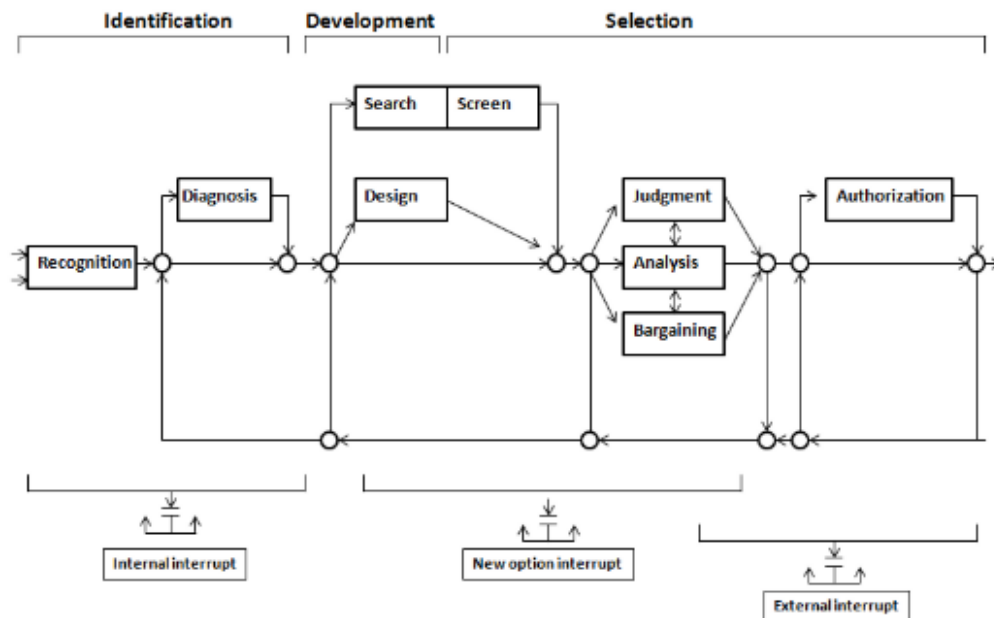 Identification
Development
Selection
Search
Screen
Diagnosis
Design
Judgment
Authorization
Recognition
Analysis
Bargaining
Internal interrupt
New option interrupt
External interrupt